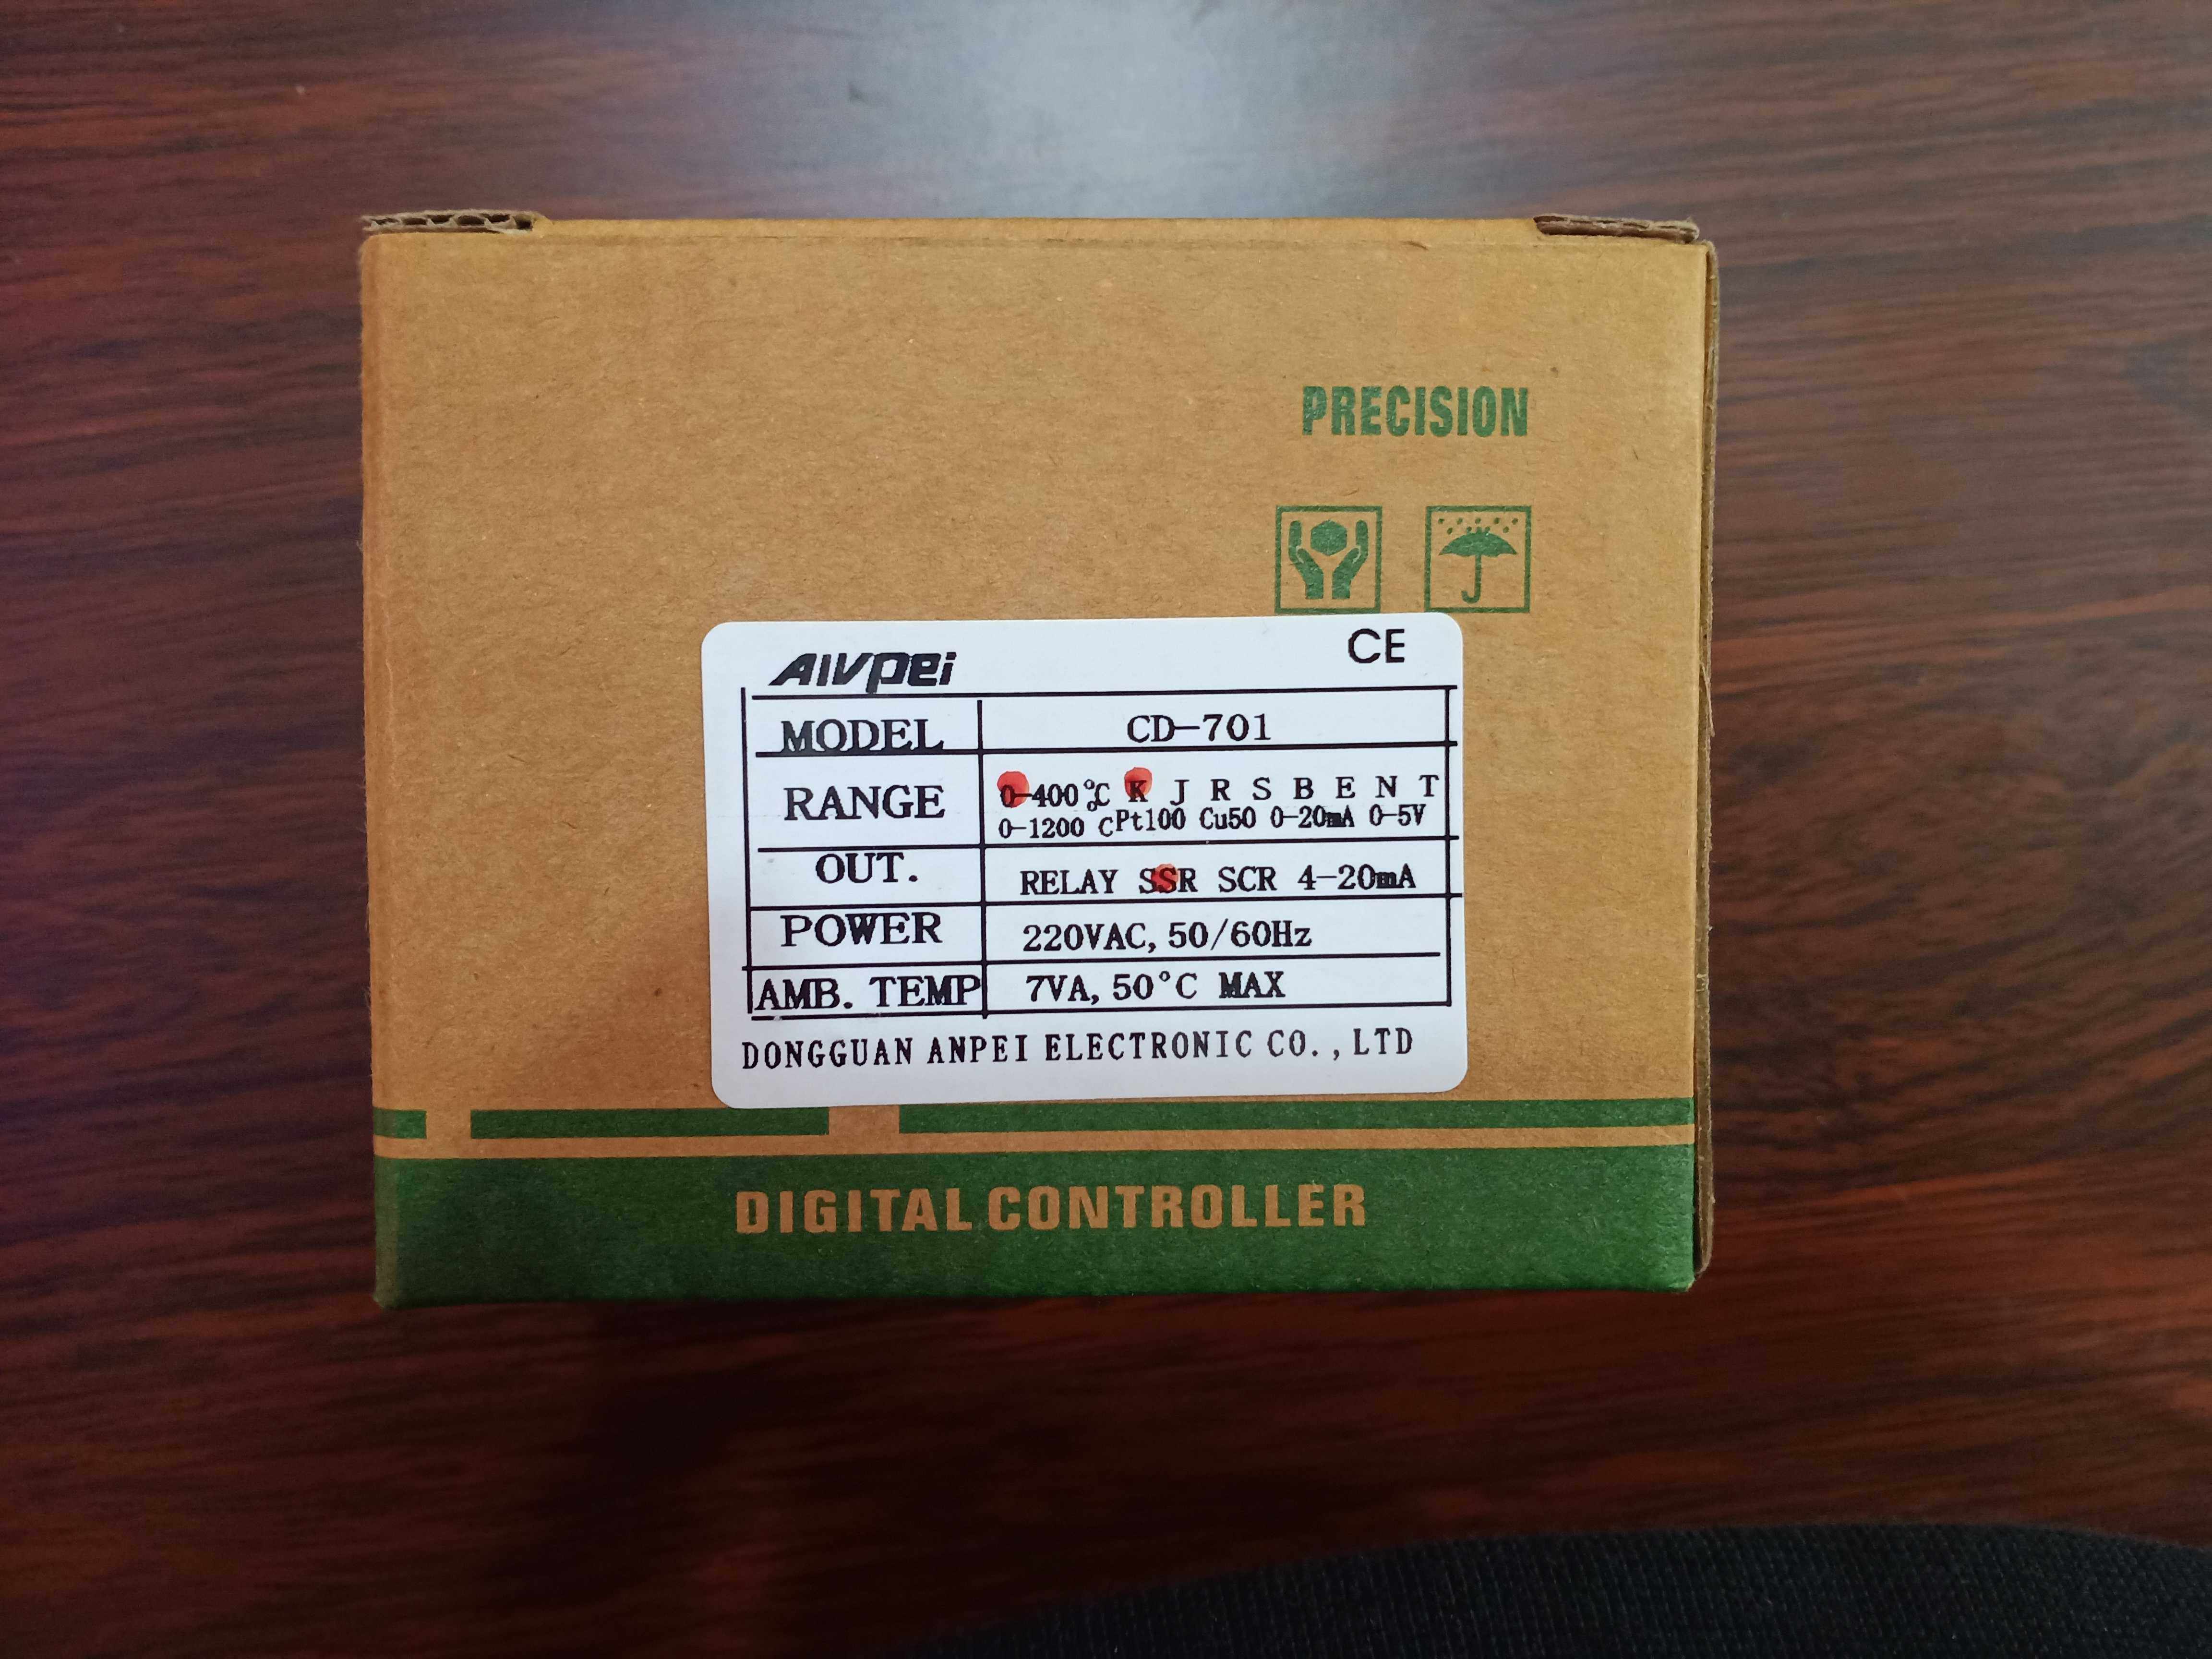 PRECISION
AIVpei CE
MODEL CD-701
RANGE 0-400℃ K J R S B E N T
0-1200℃ Pt100 Cu50 0-20mA 0-5V
OUT. RELAY SSR SCR 4-20mA
POWER 220VAC, 50/60Hz
AMB. TEMP 7VA, 50°C MAX
DONGGUAN ANPEI ELECTRONIC CO., LTD
DIGITAL CONTROLLER